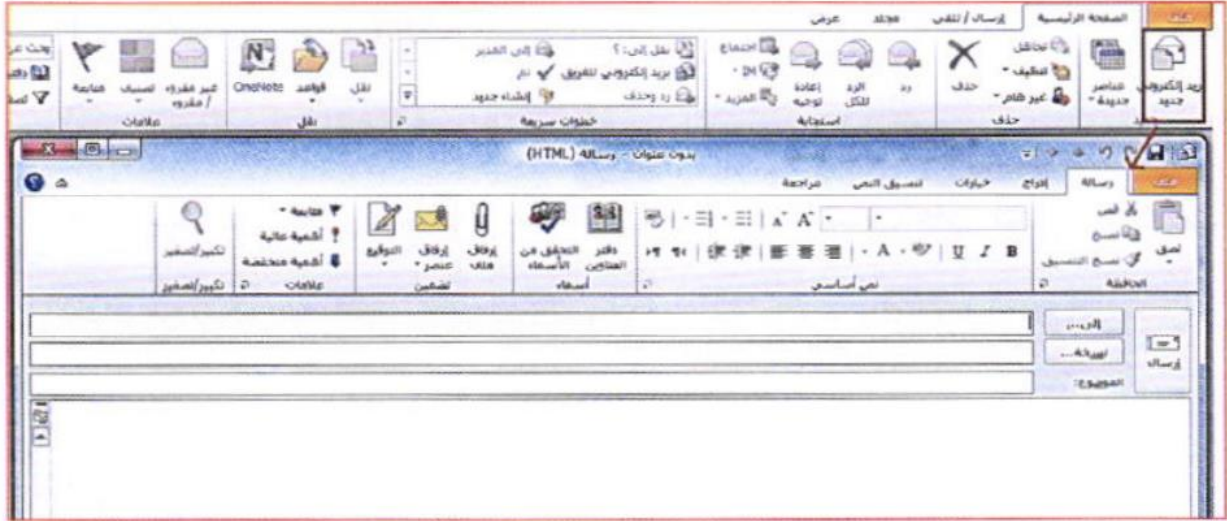 ملف الصفحة الرئيسية إرسال / تلقي مجلد عرض
بريد إلكتروني جديد
عناصر جديدة
تجاهل
تنظيف
غير هام
حذف
رد
الرد للكل
إعادة توجيه
اجتماع
IM
المزيد
نقل إلى: ؟
إلى المدير
بريد إلكتروني للفريق
تم
رد وحذف
إنشاء جديد
نقل
قواعد
OneNote
غير مقروء / مقروء
تصنيف
متابعة
حذف استجابة خطوات سريعة نقل علامات
بدون عنوان - رسالة (HTML)
ملف رسالة إدراج خيارات تنسيق النص مراجعة
لصق
قص
نسخ
نسخ التنسيق
B I U
دفتر العناوين
التحقق من الأسماء
إرفاق ملف
إرفاق عنصر
التوقيع
متابعة
أهمية عالية
أهمية منخفضة
تكبير/تصغير
الحافظة نص أساسي أسماء تضمين علامات تكبير/تصغير
إرسال
إلى...
نسخة...
الموضوع: